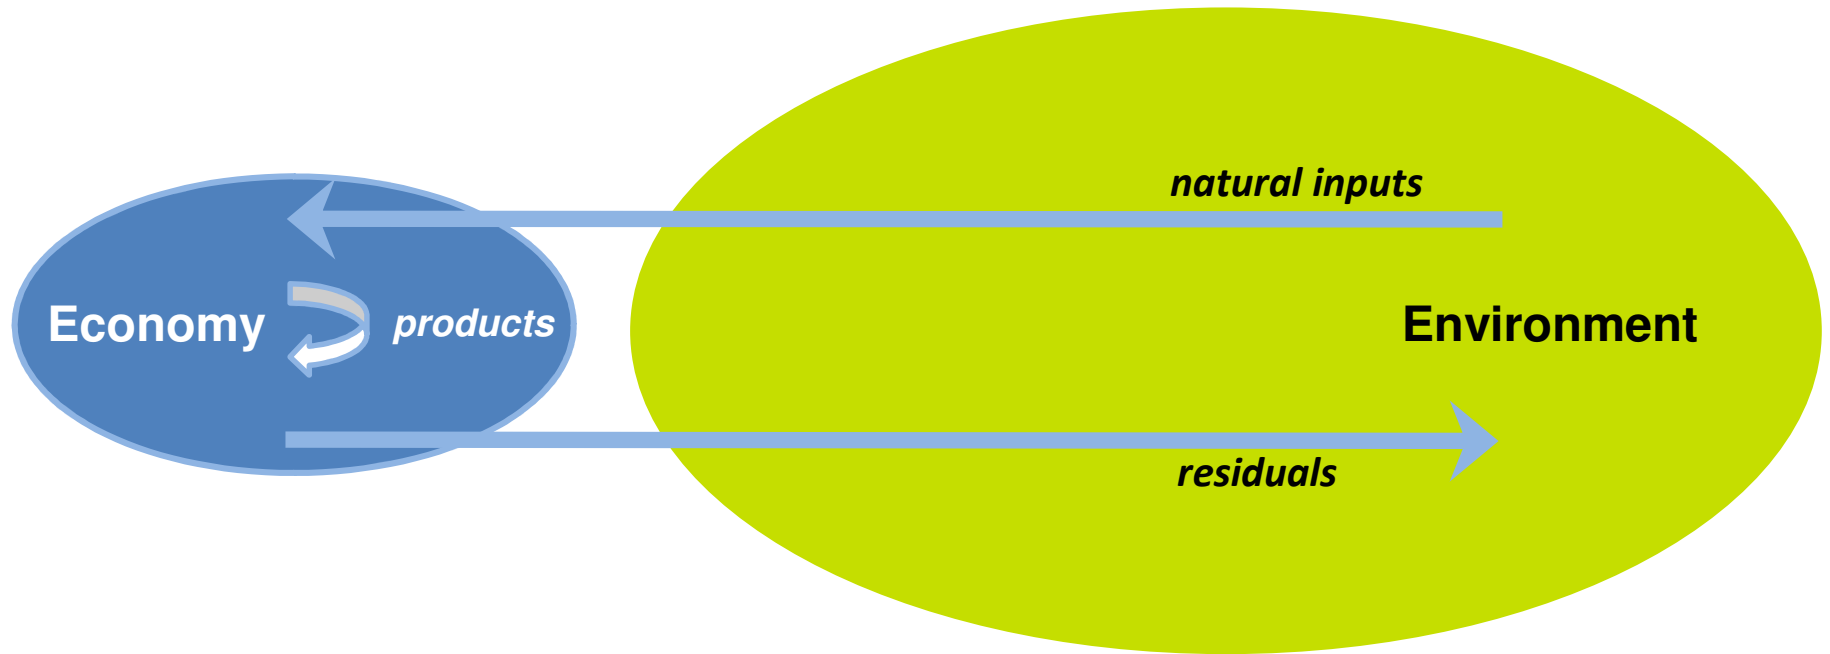 natural inputs
Economy
products
Environment
residuals